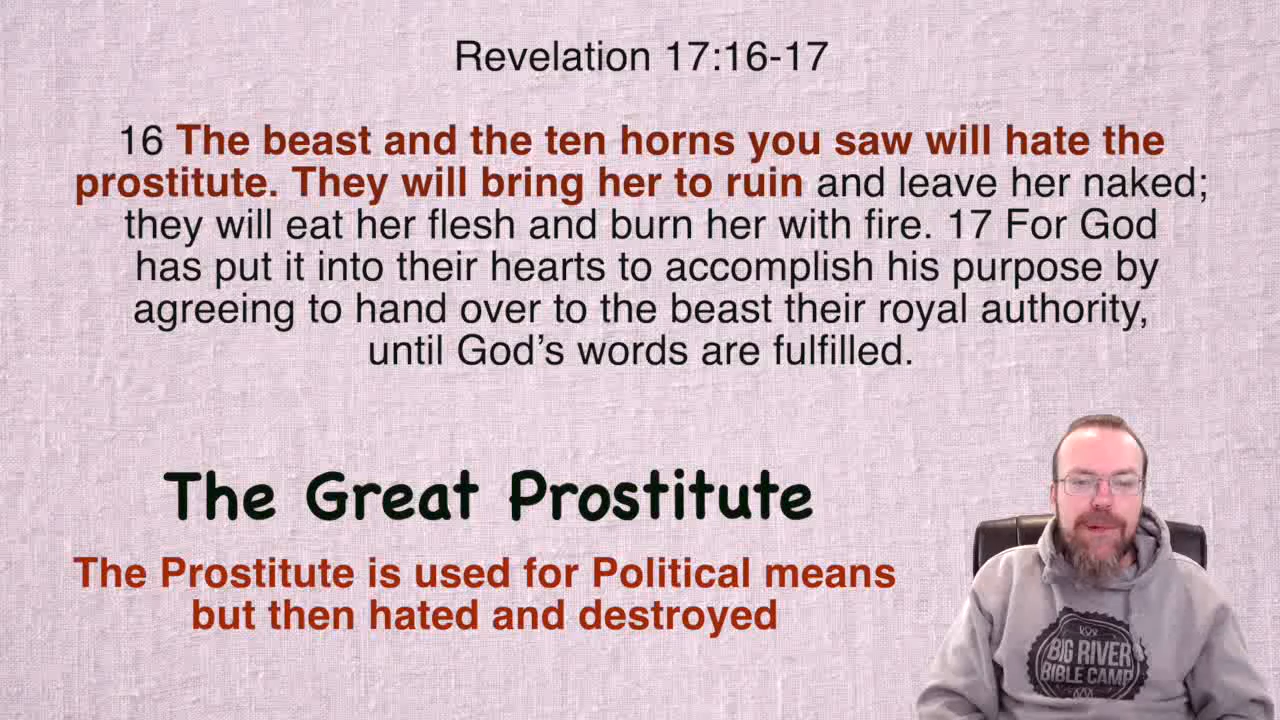 Revelation 17:16-17
16 The beast and the ten horns you saw will hate the
prostitute. They will bring her to ruin and leave her naked;
they will eat her flesh and burn her with fire. 17 For God
has put it into their hearts to accomplish his purpose by
agreeing to hand over to the beast their royal authority,
until God’s words are fulfilled.
The Great Prostitute
The Prostitute is used for Political means
but then hated and destroyed
BIG RIVER
BIBLE CAMP